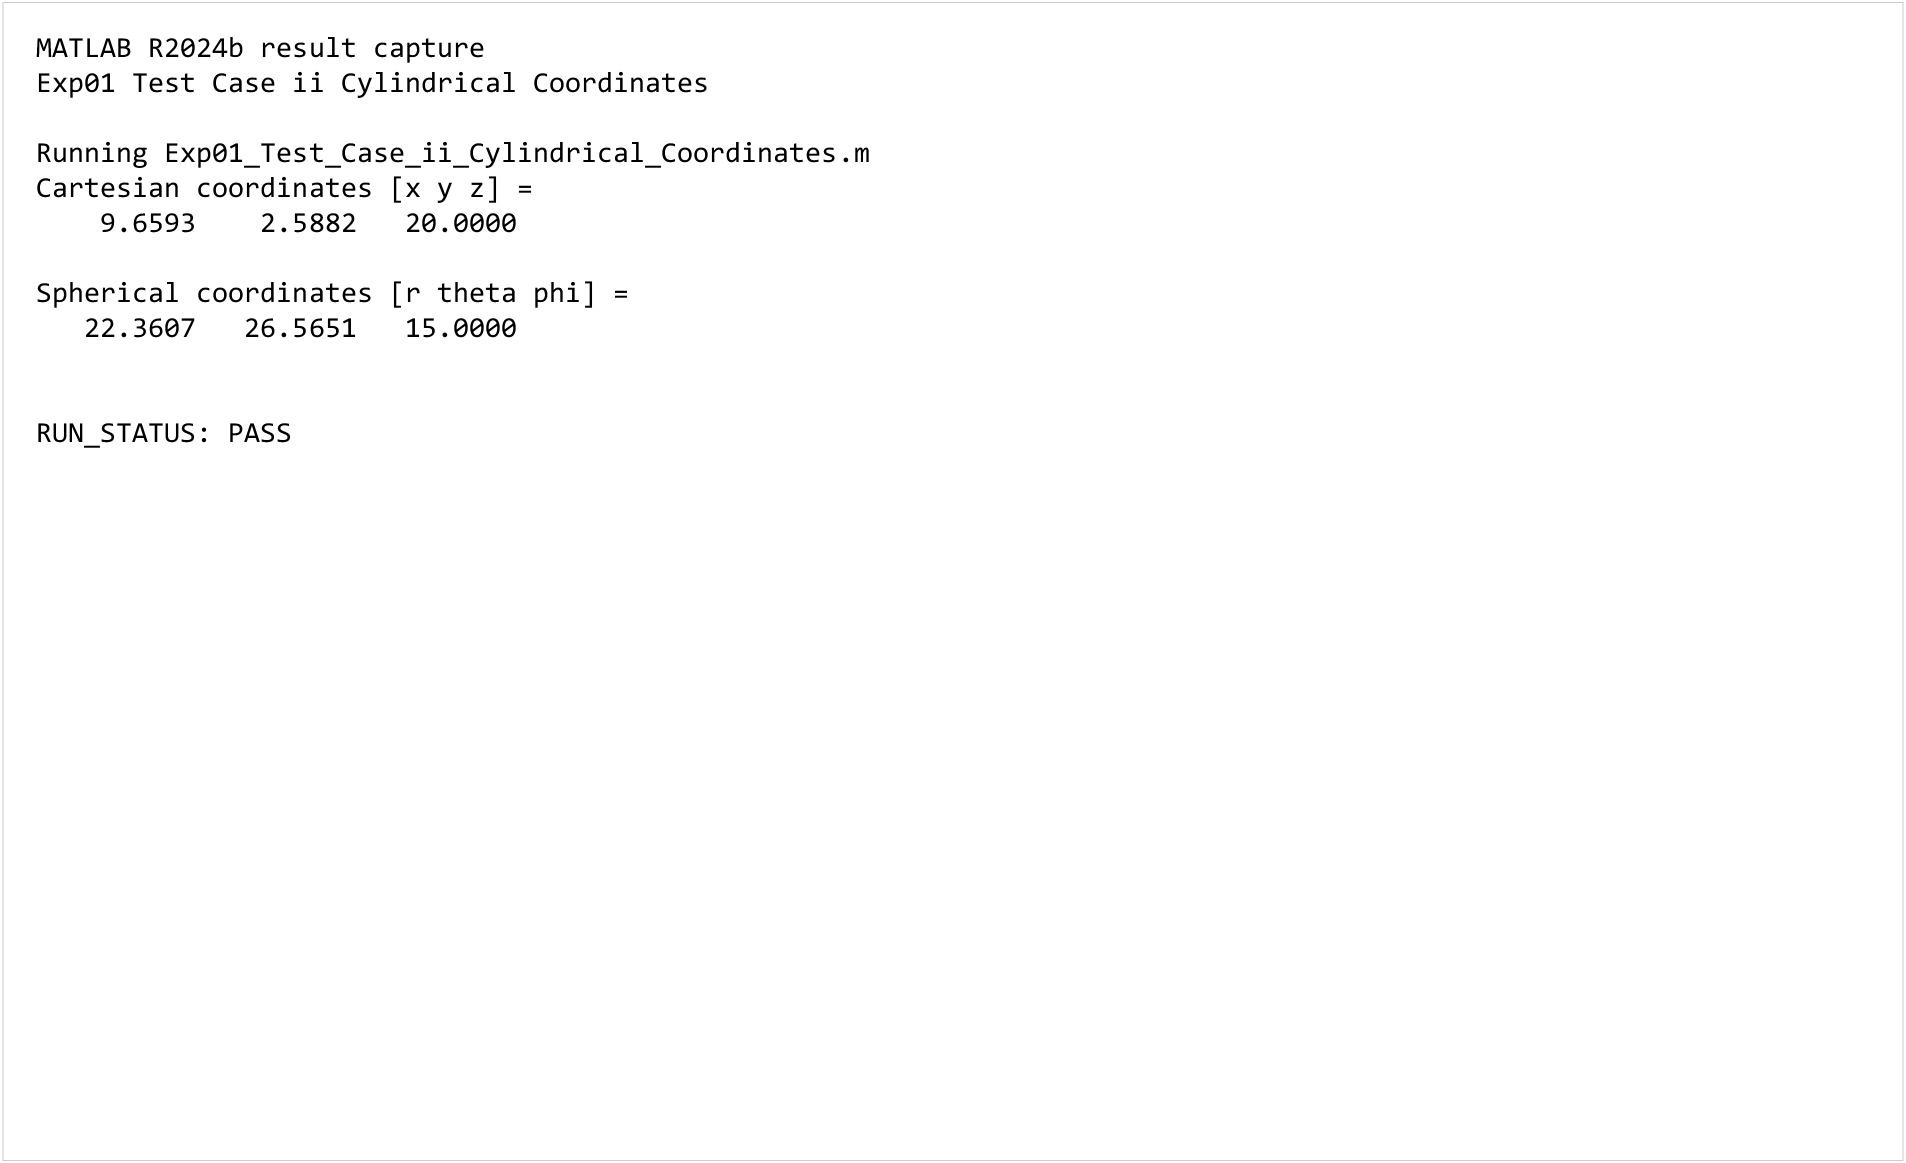 MATLAB R2024b result capture
Exp01 Test Case ii Cylindrical Coordinates
Running Exp01_Test_Case_ii_Cylindrical_Coordinates.m
Cartesian coordinates [x y z] =
    9.6593    2.5882   20.0000
Spherical coordinates [r theta phi] =
   22.3607   26.5651   15.0000
RUN_STATUS: PASS